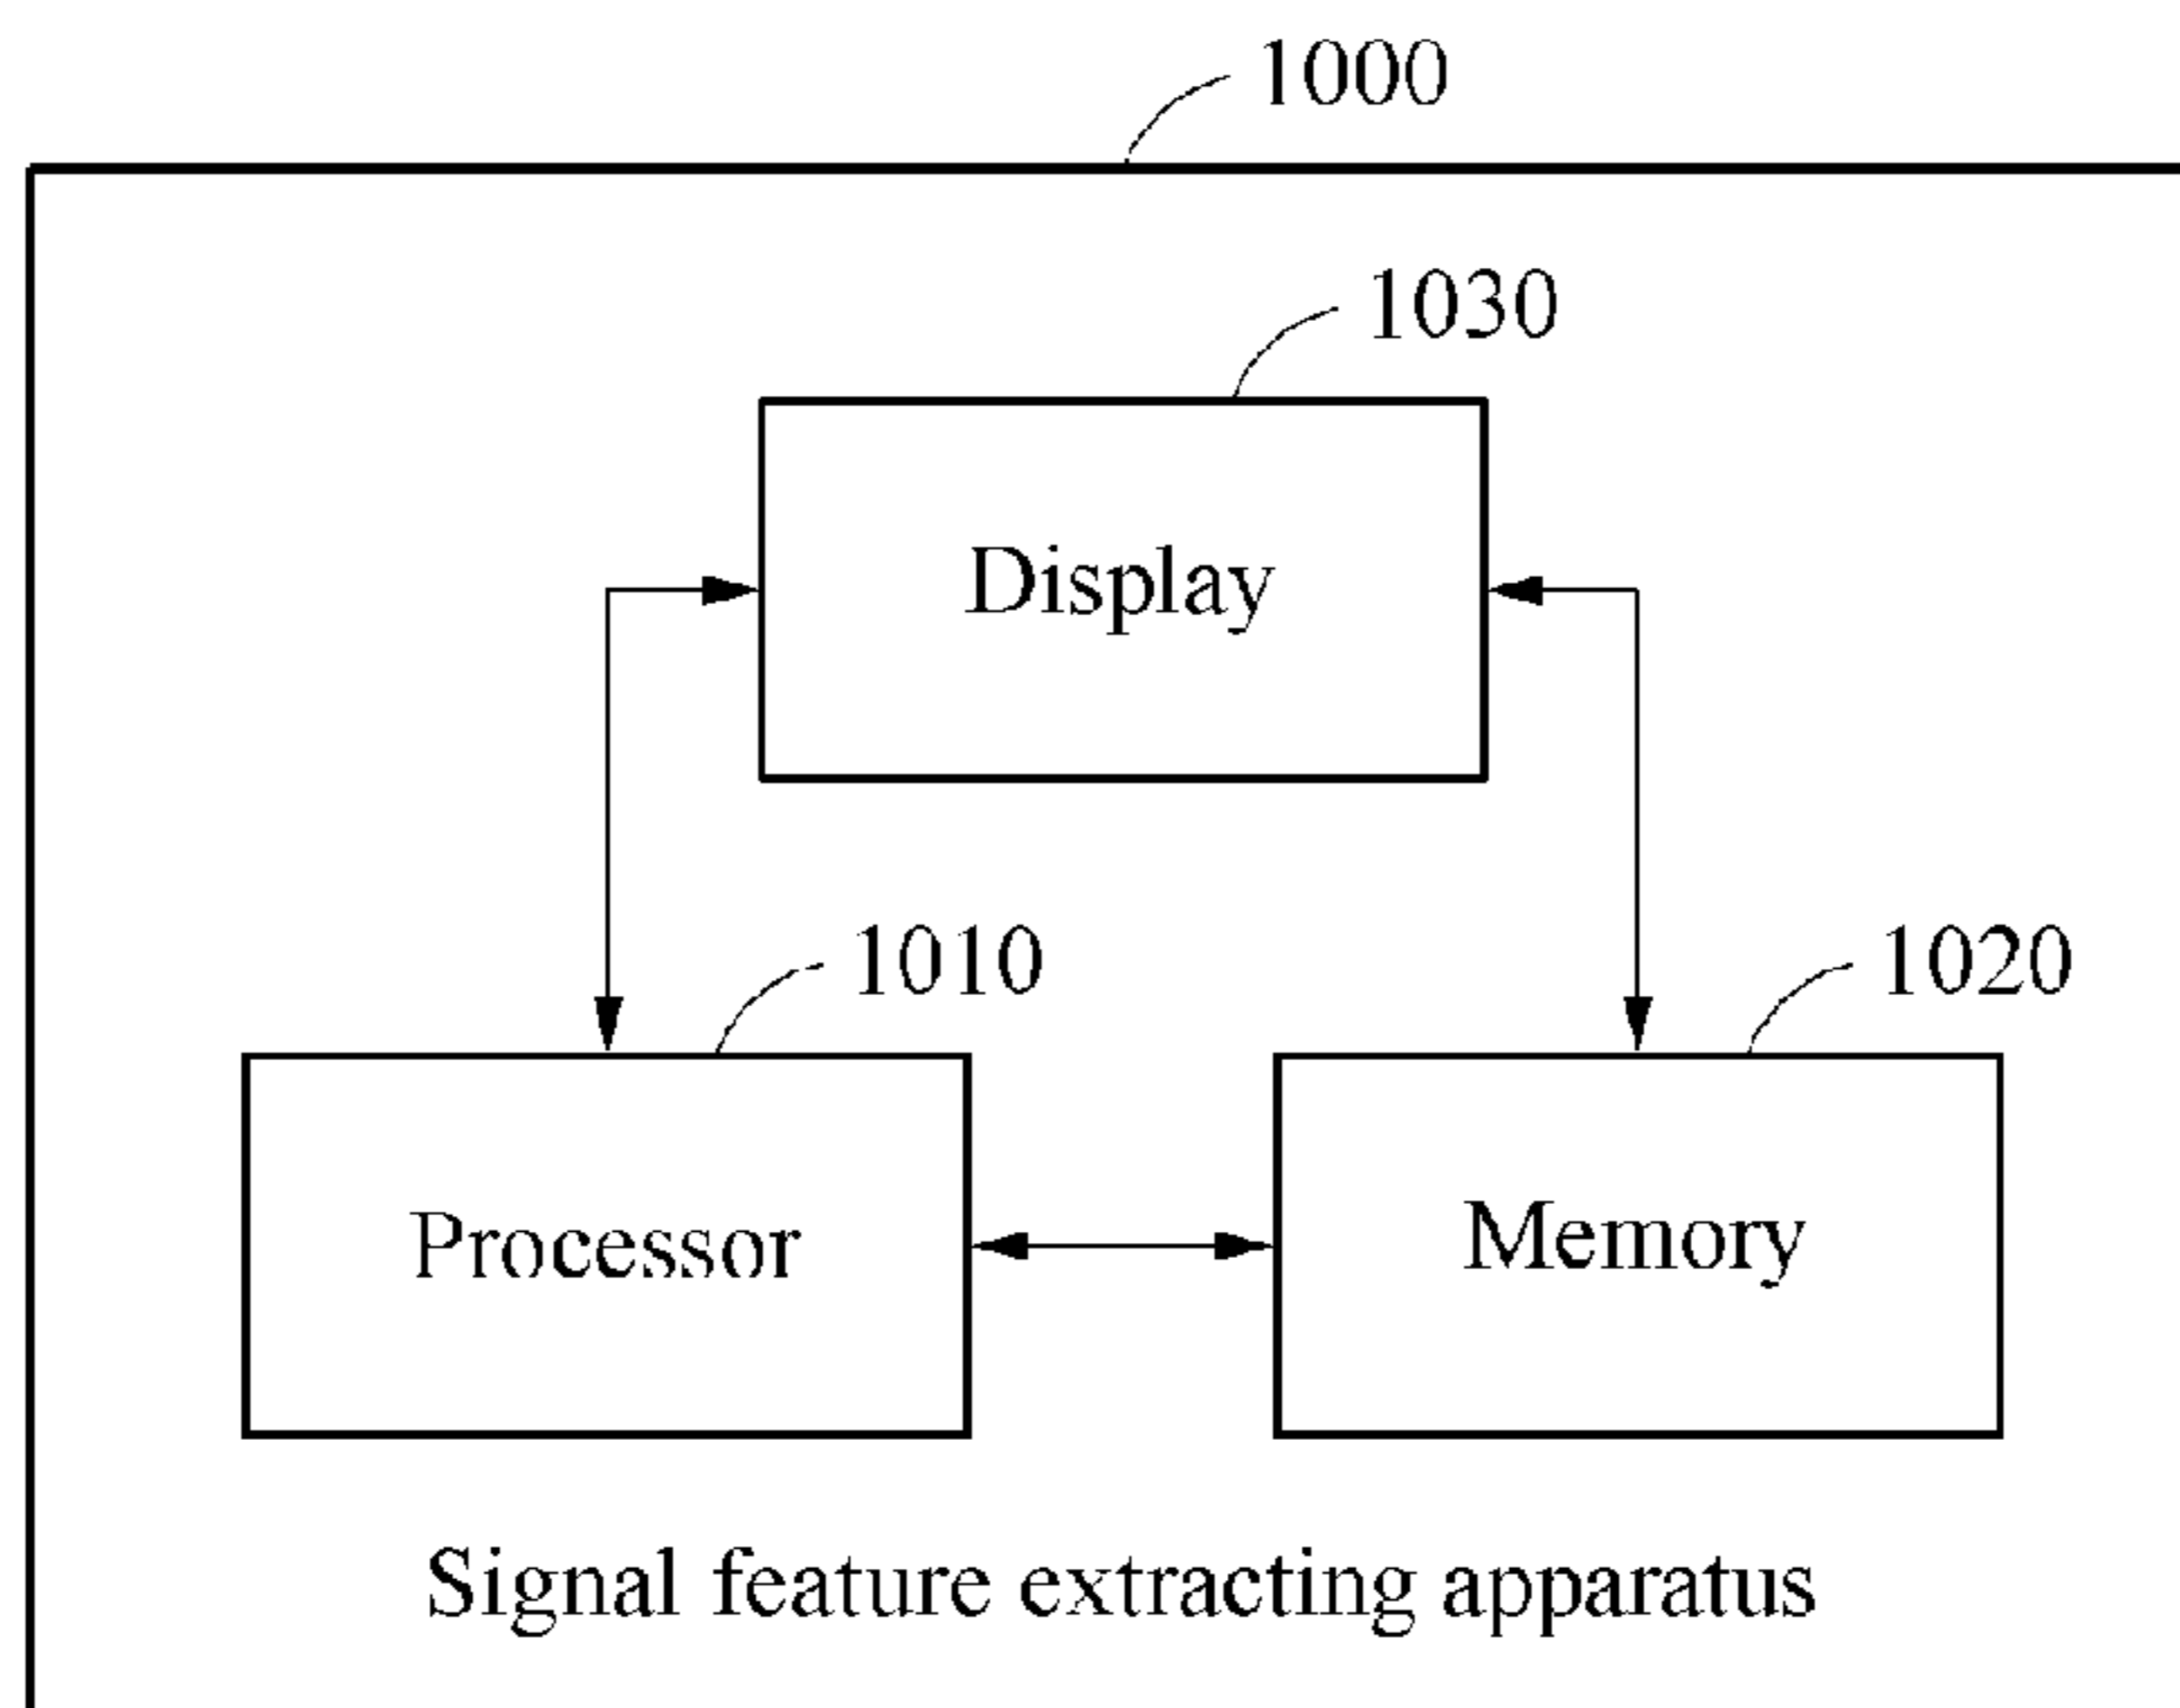 1000
1030
Display
1010
1020
Processor
Memory
Signal feature extracting apparatus